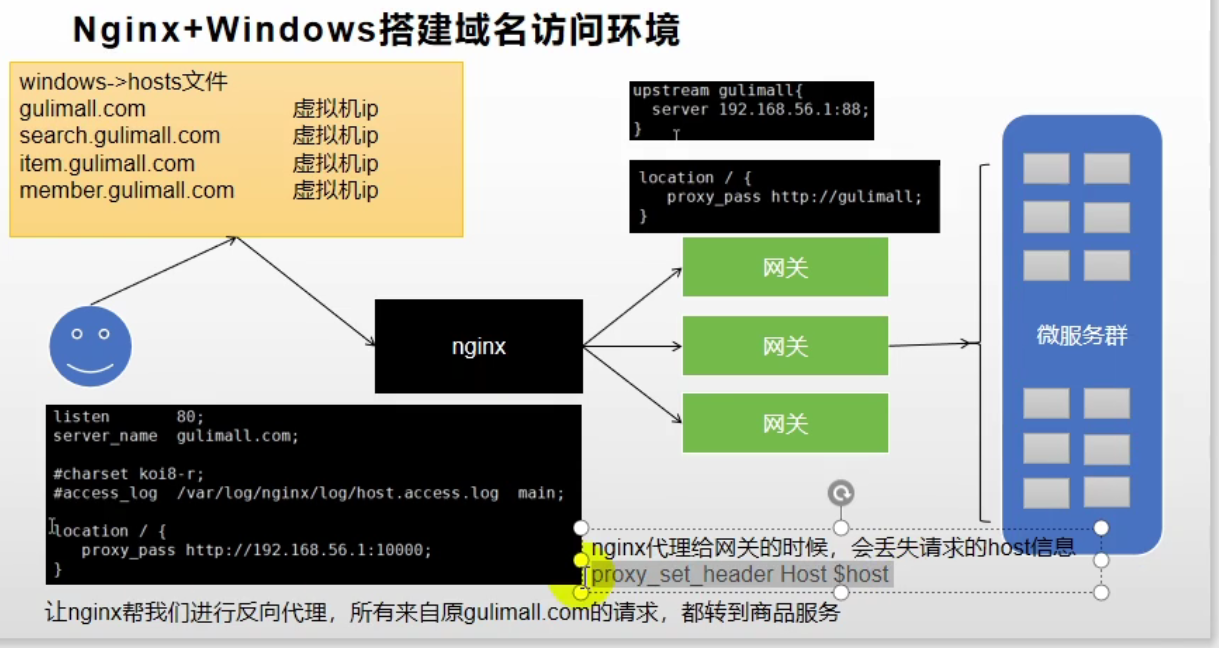 Nginx+Windows搭建域名访问环境
windows->hosts文件
gulimall.com 虚拟机ip
search.gulimall.com 虚拟机ip
item.gulimall.com 虚拟机ip
member.gulimall.com 虚拟机ip
upstream gulimall{
server 192.168.56.1:88;
}
location / {
proxy_pass http://gulimall;
}
网关
nginx
网关
网关
微服务群
listen 80;
server_name gulimall.com;
#charset koi8-r;
#access_log /var/log/nginx/log/host.access.log main;
location / {
proxy_pass http://192.168.56.1:10000;
}
nginx代理给网关的时候，会丢失请求的host信息
proxy_set_header Host $host
让nginx帮我们进行反向代理，所有来自原gulimall.com的请求，都转到商品服务